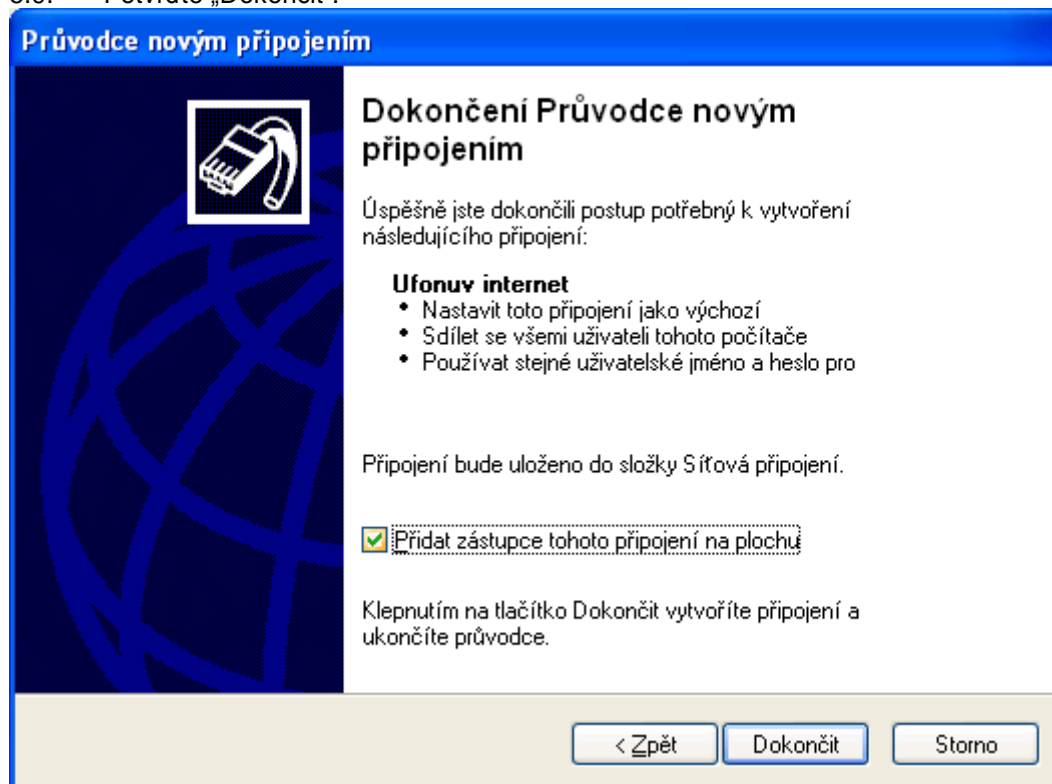 Průvodce novým připojením
Dokončení Průvodce novým
připojením
Úspěšně jste dokončili postup potřebný k vytvoření
následujícího připojení:
Ufonuv internet
• Nastavit toto připojení jako výchozí
• Sdílet se všemi uživateli tohoto počítače
• Používat stejné uživatelské jméno a heslo pro
Připojení bude uloženo do složky Síťová připojení.
Přidat zástupce tohoto připojení na plochu
Klepnutím na tlačítko Dokončit vytvoříte připojení a
ukončíte průvodce.
< Zpět Dokončit Storno